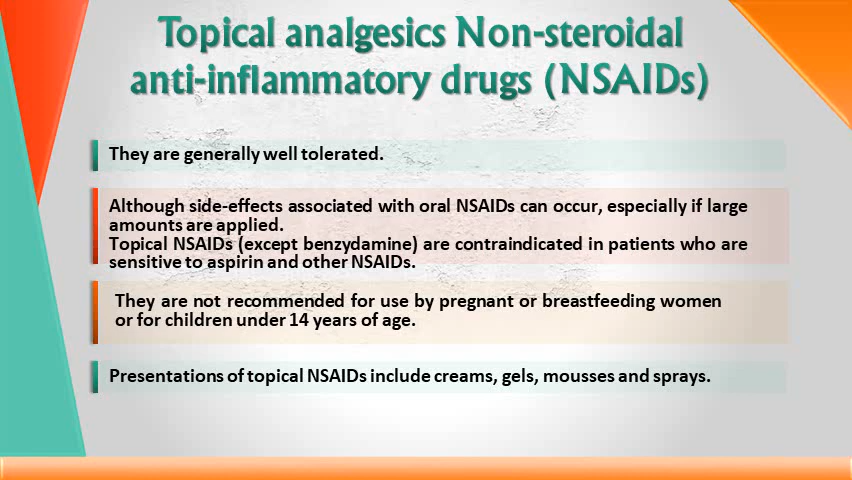 Topical analgesics Non-steroidal
anti-inflammatory drugs (NSAIDs)
They are generally well tolerated.
Although side-effects associated with oral NSAIDs can occur, especially if large
amounts are applied.
Topical NSAIDs (except benzydamine) are contraindicated in patients who are
sensitive to aspirin and other NSAIDs.
They are not recommended for use by pregnant or breastfeeding women
or for children under 14 years of age.
Presentations of topical NSAIDs include creams, gels, mousses and sprays.